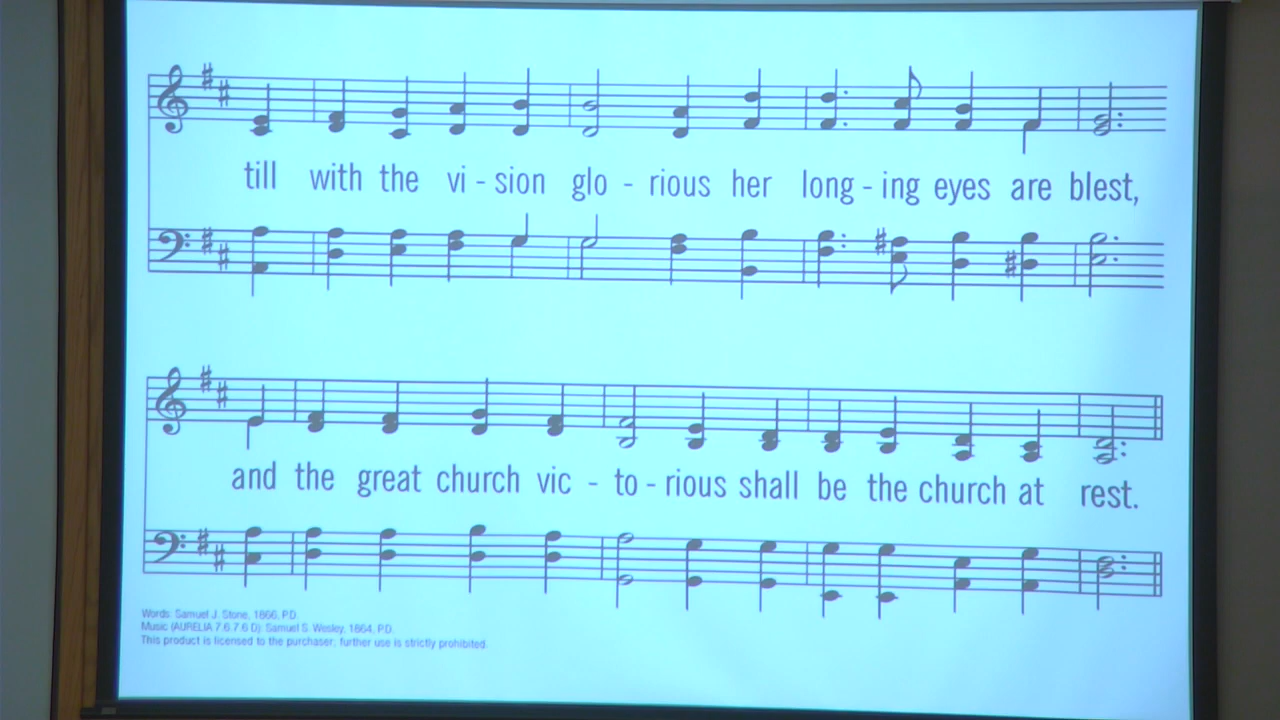 till with the vi - sion glo - rious her long - ing eyes are blest,
and the great church vic - to - rious shall be the church at rest.
Words: Samuel J. Stone, 1866, P.D.
Music (AURELIA 7.6.7.6 D): Samuel S. Wesley, 1864, P.D.
This product is licensed to the purchaser; further use is strictly prohibited.